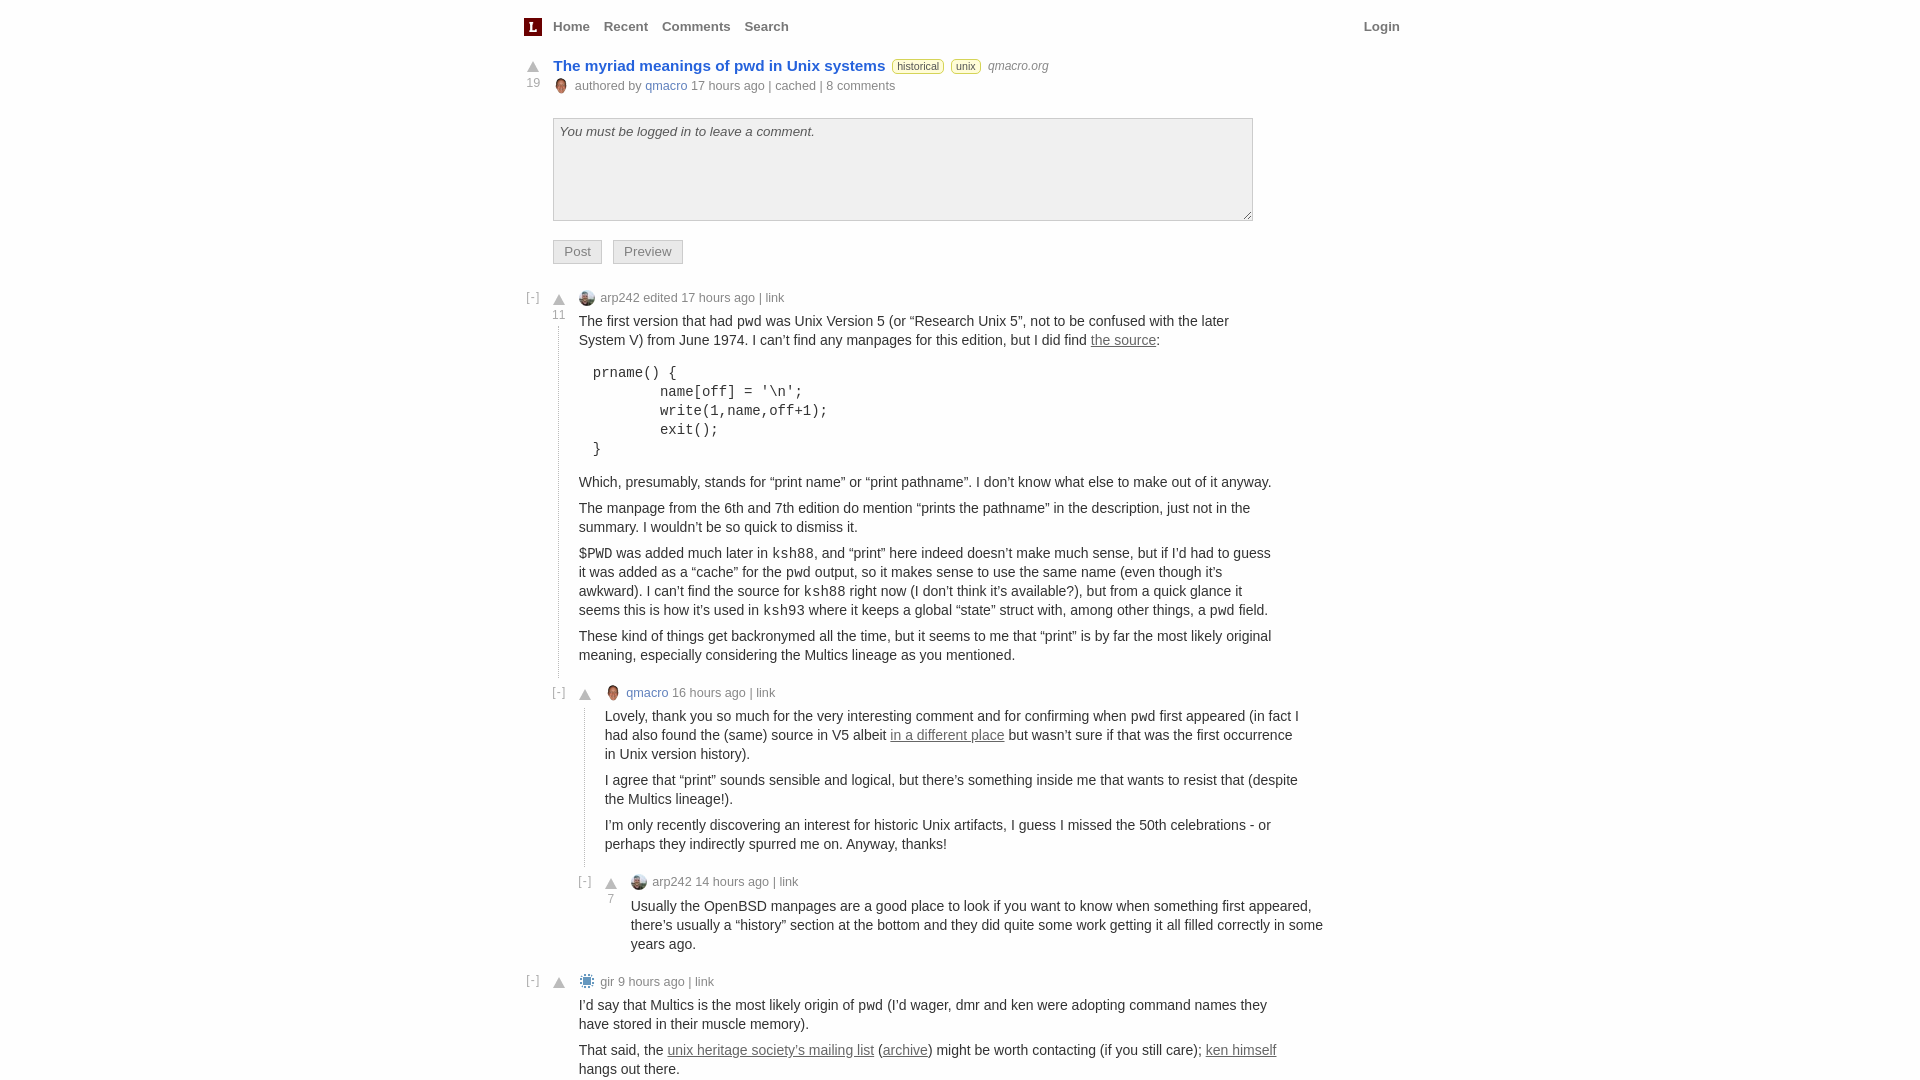 L Home Recent Comments Search Login
The myriad meanings of pwd in Unix systems historical unix qmacro.org
19
authored by qmacro 17 hours ago | cached | 8 comments
You must be logged in to leave a comment.
Post Preview
[-] arp242 edited 17 hours ago | link
11
The first version that had pwd was Unix Version 5 (or “Research Unix 5”, not to be confused with the later
System V) from June 1974. I can’t find any manpages for this edition, but I did find the source:
prname() {
name[off] = '\n';
write(1,name,off+1);
exit();
}
Which, presumably, stands for “print name” or “print pathname”. I don’t know what else to make out of it anyway.
The manpage from the 6th and 7th edition do mention “prints the pathname” in the description, just not in the
summary. I wouldn’t be so quick to dismiss it.
$PWD was added much later in ksh88, and “print” here indeed doesn’t make much sense, but if I’d had to guess
it was added as a “cache” for the pwd output, so it makes sense to use the same name (even though it’s
awkward). I can’t find the source for ksh88 right now (I don’t think it’s available?), but from a quick glance it
seems this is how it’s used in ksh93 where it keeps a global “state” struct with, among other things, a pwd field.
These kind of things get backronymed all the time, but it seems to me that “print” is by far the most likely original
meaning, especially considering the Multics lineage as you mentioned.
[-] qmacro 16 hours ago | link
Lovely, thank you so much for the very interesting comment and for confirming when pwd first appeared (in fact I
had also found the (same) source in V5 albeit in a different place but wasn’t sure if that was the first occurrence
in Unix version history).
I agree that “print” sounds sensible and logical, but there’s something inside me that wants to resist that (despite
the Multics lineage!).
I’m only recently discovering an interest for historic Unix artifacts, I guess I missed the 50th celebrations - or
perhaps they indirectly spurred me on. Anyway, thanks!
[-] arp242 14 hours ago | link
7
Usually the OpenBSD manpages are a good place to look if you want to know when something first appeared,
there’s usually a “history” section at the bottom and they did quite some work getting it all filled correctly in some
years ago.
[-] gir 9 hours ago | link
I’d say that Multics is the most likely origin of pwd (I’d wager, dmr and ken were adopting command names they
have stored in their muscle memory).
That said, the unix heritage society’s mailing list (archive) might be worth contacting (if you still care); ken himself
hangs out there.